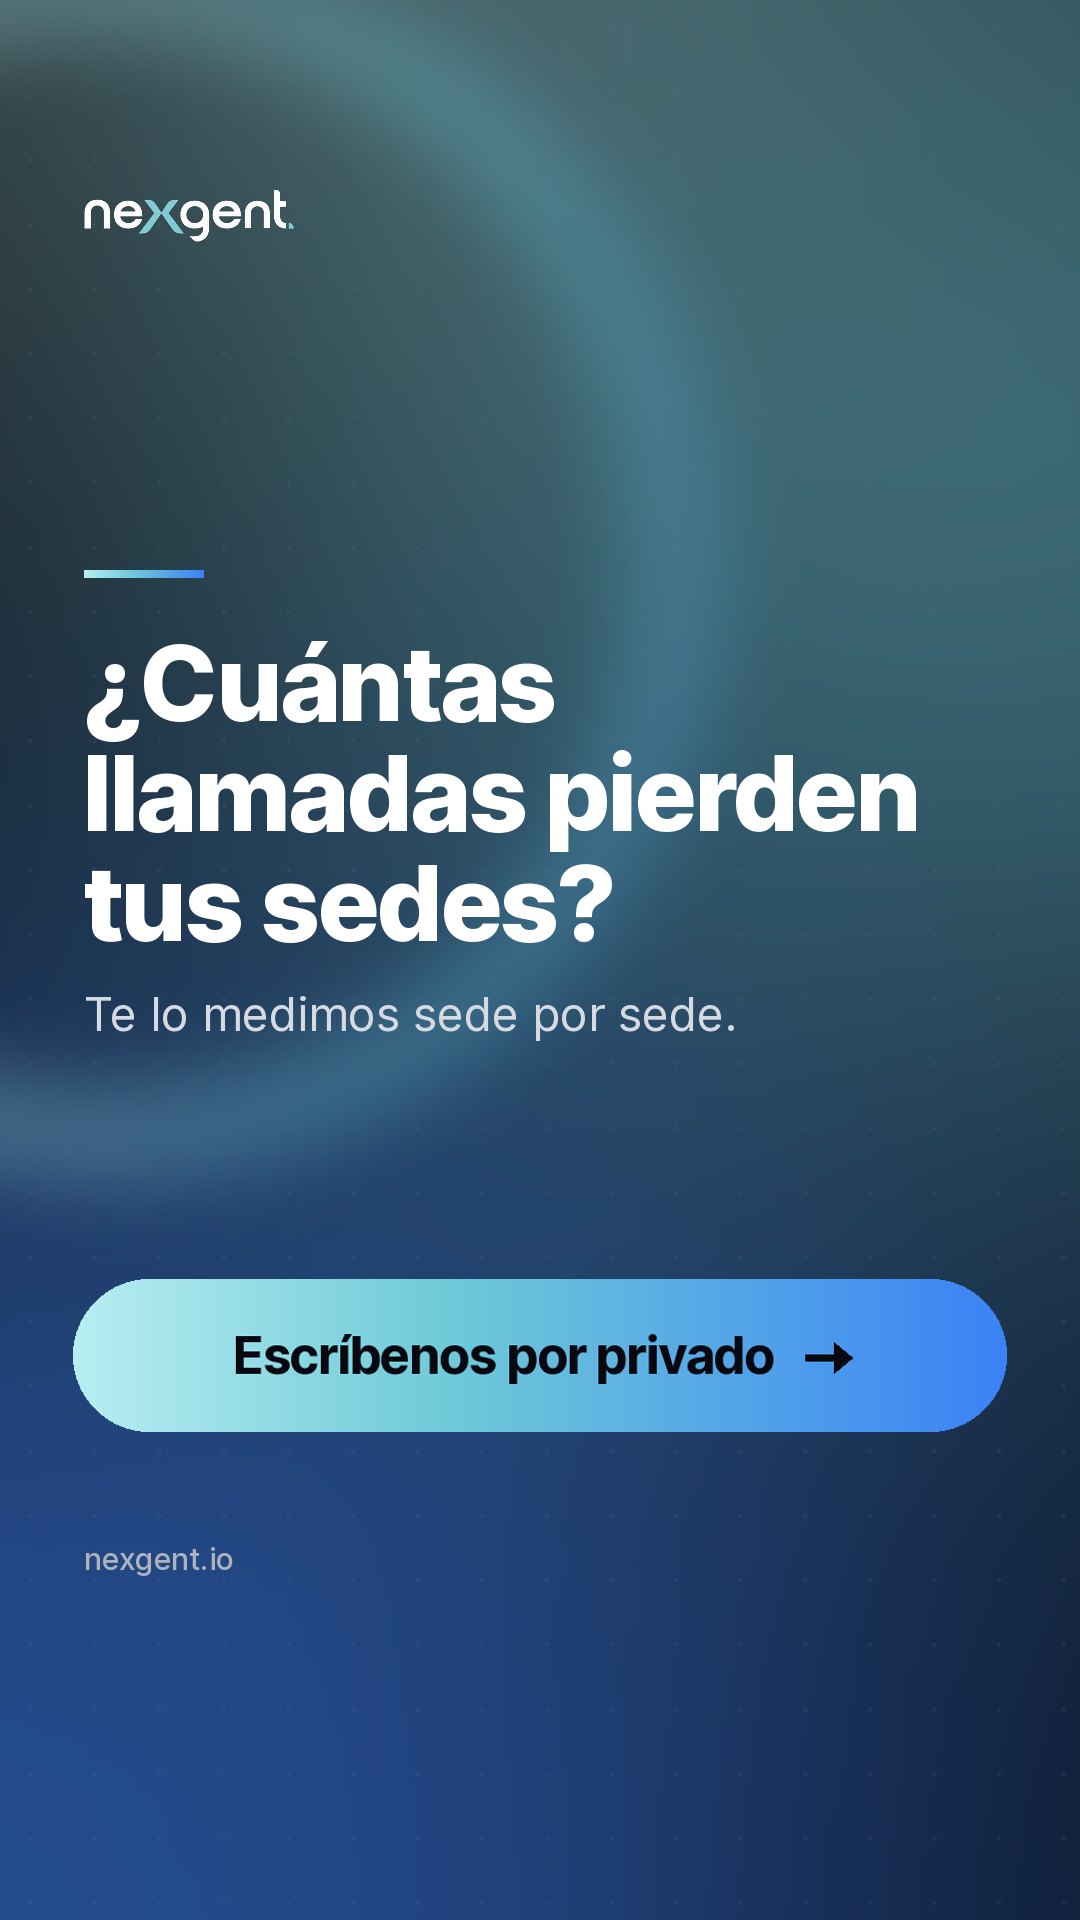 nexgent.
¿Cuántas
llamadas pierden
tus sedes?
Te lo medimos sede por sede.
Escríbenos por privado →
nexgent.io